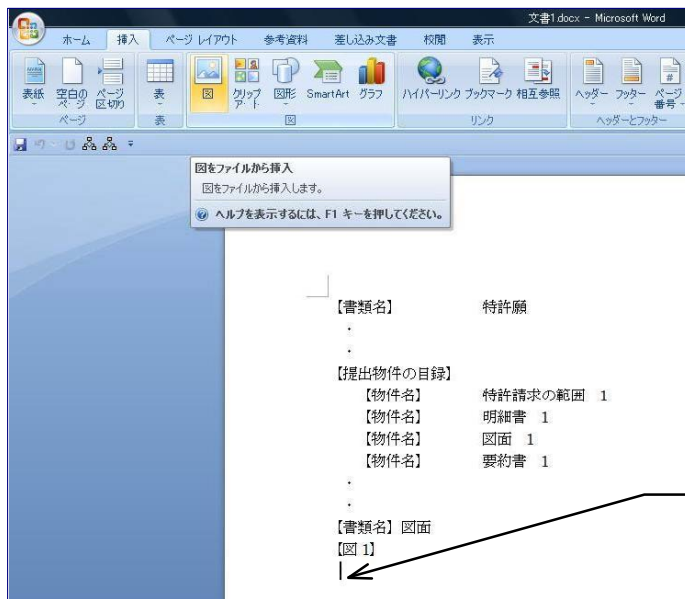 文書1.docx - Microsoft Word
ホーム 挿入 ページ レイアウト 参考資料 差し込み文書 校閲 表示
表紙 空白の ページ ページ 区切り 表 図 クリップ アート 図形 SmartArt グラフ ハイパーリンク ブックマーク 相互参照 ヘッダー フッター ページ 番号
ページ 表 図 リンク ヘッダーとフッター
図をファイルから挿入
図をファイルから挿入します。
ヘルプを表示するには、F1 キーを押してください。
【書類名】 特許願
・
・
【提出物件の目録】
【物件名】 特許請求の範囲 1
【物件名】 明細書 1
【物件名】 図面 1
【物件名】 要約書 1
・
・
【書類名】図面
【図 1】